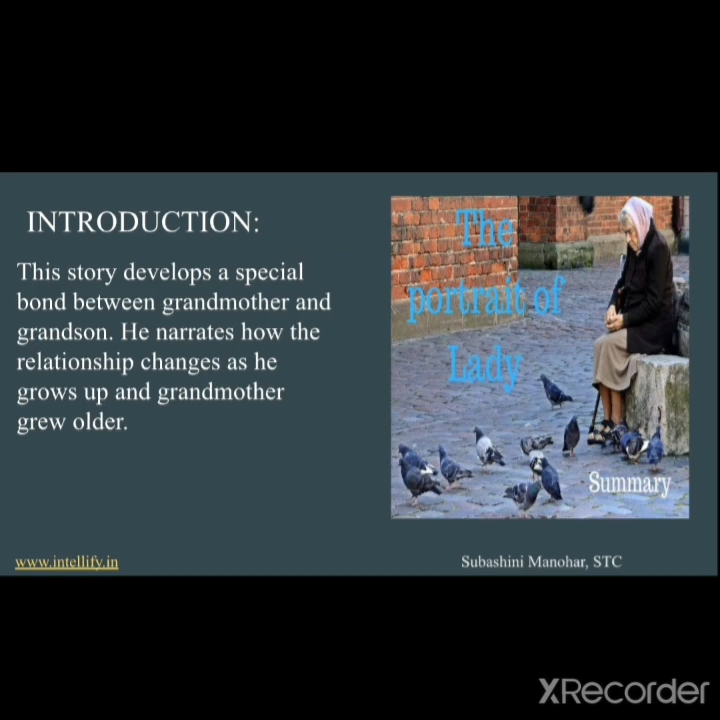 INTRODUCTION:
This story develops a special
bond between grandmother and
grandson. He narrates how the
relationship changes as he
grows up and grandmother
grew older.
The
portrait of
Lady
Summary
www.intellify.in
Subashini Manohar, STC
XRecorder